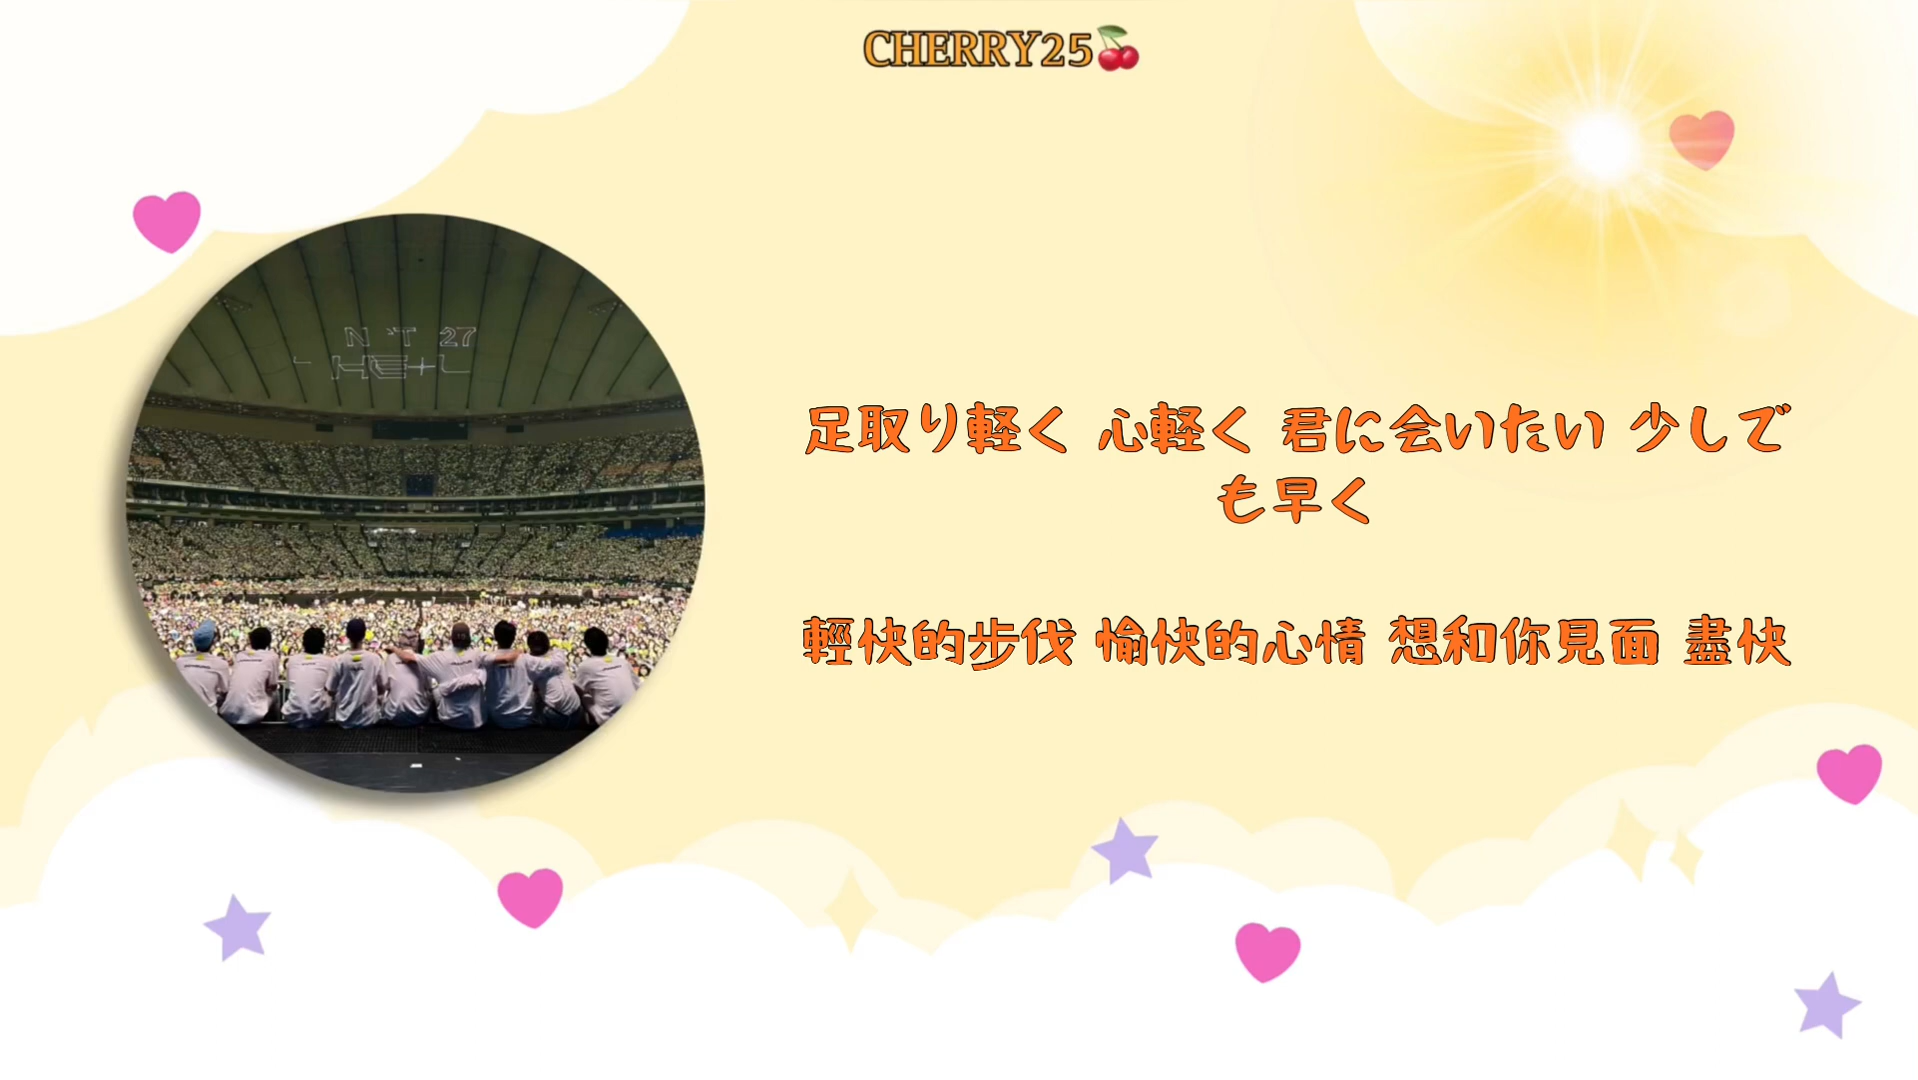 CHERRY25🍒
N T 27
足取り軽く 心軽く 君に会いたい 少しで
も早く
輕快的步伐 愉快的心情 想和你見面 盡快